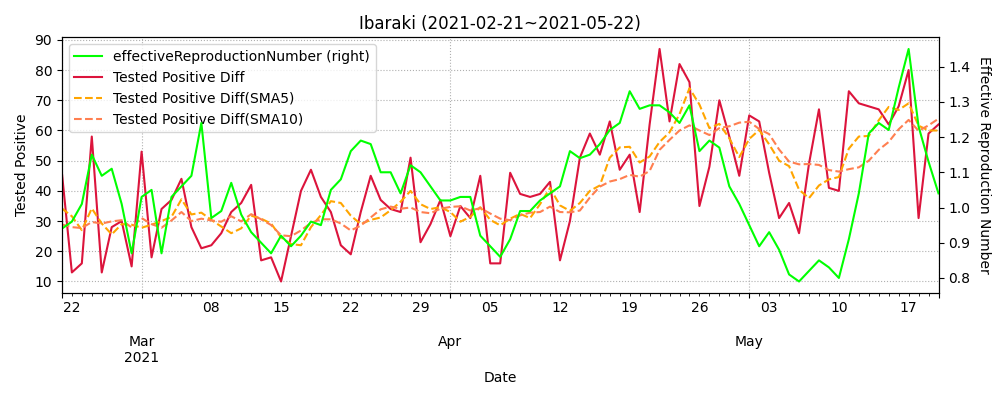 Ibaraki (2021-02-21~2021-05-22)
effectiveReproductionNumber (right)
Tested Positive Diff
Tested Positive Diff(SMA5)
Tested Positive Diff(SMA10)
Tested Positive
90
80
70
60
50
40
30
20
10
Effective Reproduction Number
1.4
1.3
1.2
1.1
1.0
0.9
0.8
22 08 15 22 29 05 12 19 26 03 10 17
Mar Apr May
2021
Date